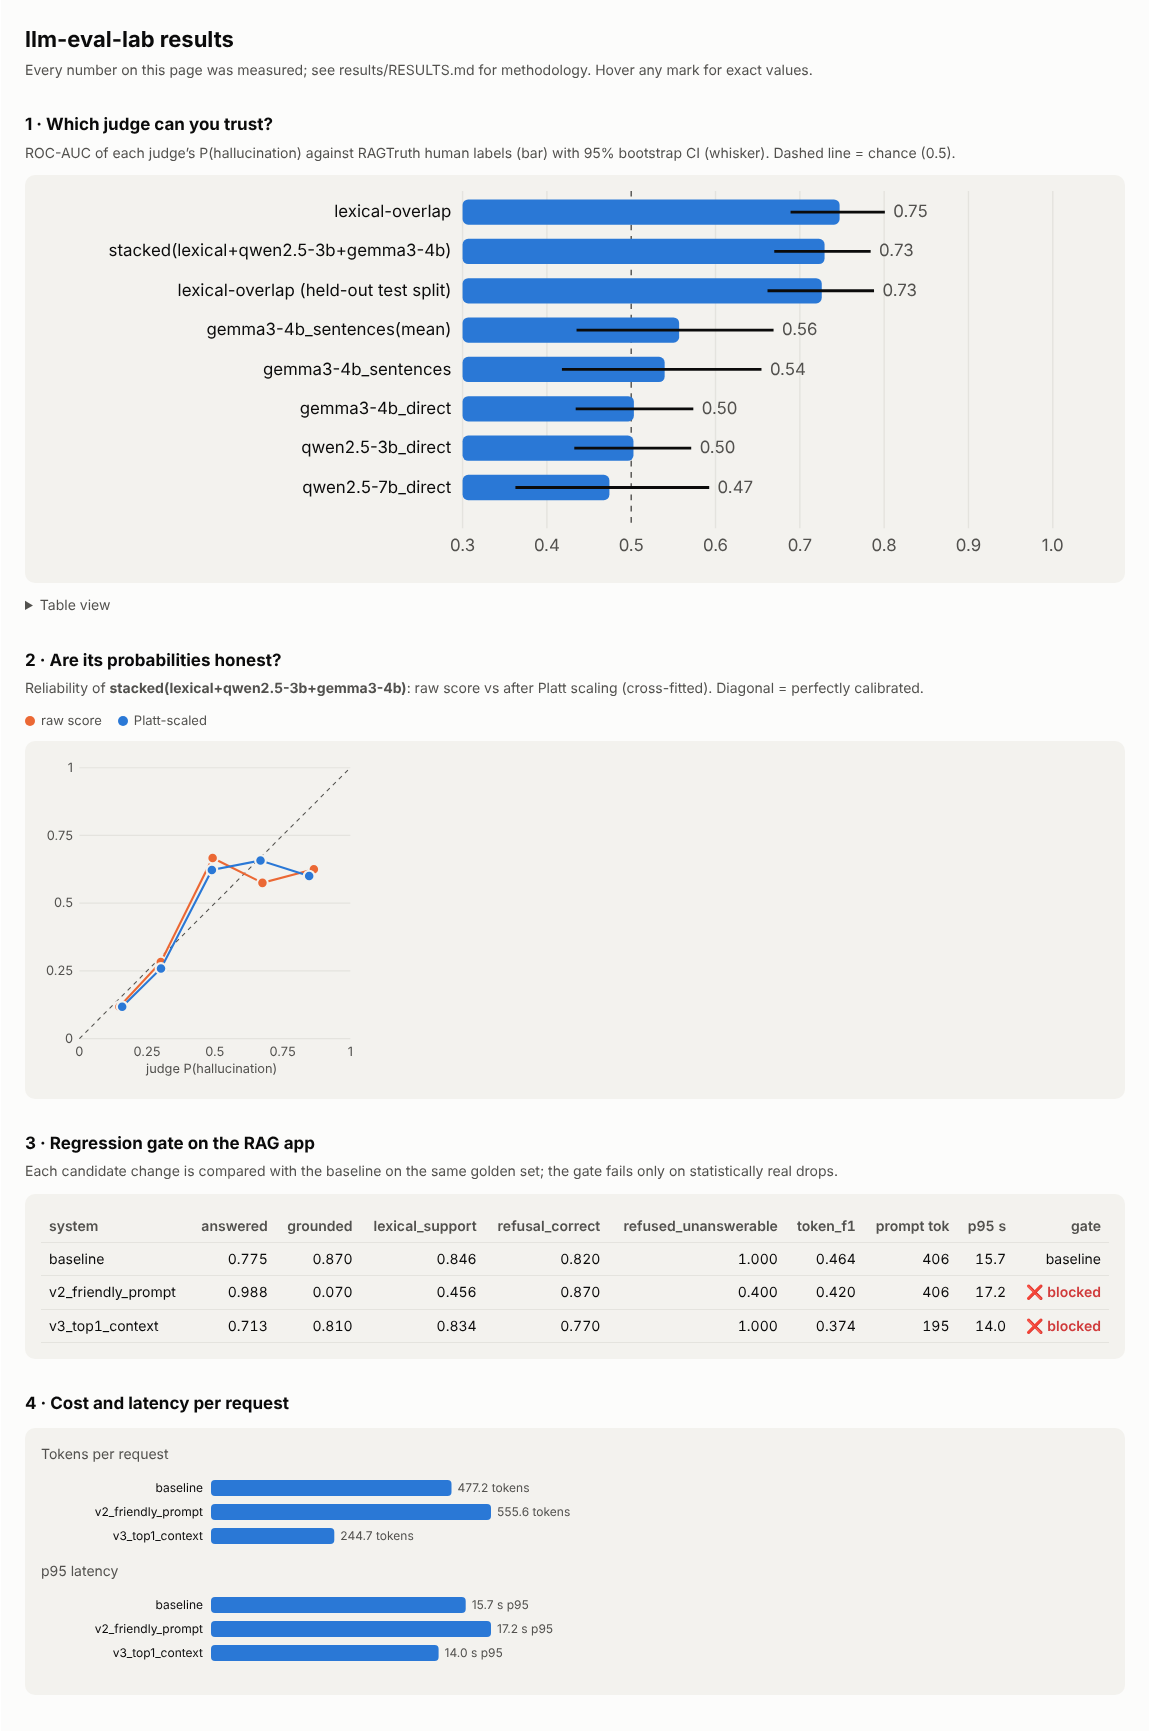 llm-eval-lab results
Every number on this page was measured; see results/RESULTS.md for methodology. Hover any mark for exact values.
1 · Which judge can you trust?
ROC-AUC of each judge's P(hallucination) against RAGTruth human labels (bar) with 95% bootstrap CI (whisker). Dashed line = chance (0.5).
lexical-overlap 0.75
stacked(lexical+qwen2.5-3b+gemma3-4b) 0.73
lexical-overlap (held-out test split) 0.73
gemma3-4b_sentences(mean) 0.56
gemma3-4b_sentences 0.54
gemma3-4b_direct 0.50
qwen2.5-3b_direct 0.50
qwen2.5-7b_direct 0.47
0.3 0.4 0.5 0.6 0.7 0.8 0.9 1.0
▶ Table view
2 · Are its probabilities honest?
Reliability of stacked(lexical+qwen2.5-3b+gemma3-4b): raw score vs after Platt scaling (cross-fitted). Diagonal = perfectly calibrated.
raw score Platt-scaled
1
0.75
0.5
0.25
0
0 0.25 0.5 0.75 1
judge P(hallucination)
3 · Regression gate on the RAG app
Each candidate change is compared with the baseline on the same golden set; the gate fails only on statistically real drops.
system answered grounded lexical_support refusal_correct refused_unanswerable token_f1 prompt tok p95 s gate
baseline 0.775 0.870 0.846 0.820 1.000 0.464 406 15.7 baseline
v2_friendly_prompt 0.988 0.070 0.456 0.870 0.400 0.420 406 17.2 ❌ blocked
v3_top1_context 0.713 0.810 0.834 0.770 1.000 0.374 195 14.0 ❌ blocked
4 · Cost and latency per request
Tokens per request
baseline 477.2 tokens
v2_friendly_prompt 555.6 tokens
v3_top1_context 244.7 tokens
p95 latency
baseline 15.7 s p95
v2_friendly_prompt 17.2 s p95
v3_top1_context 14.0 s p95